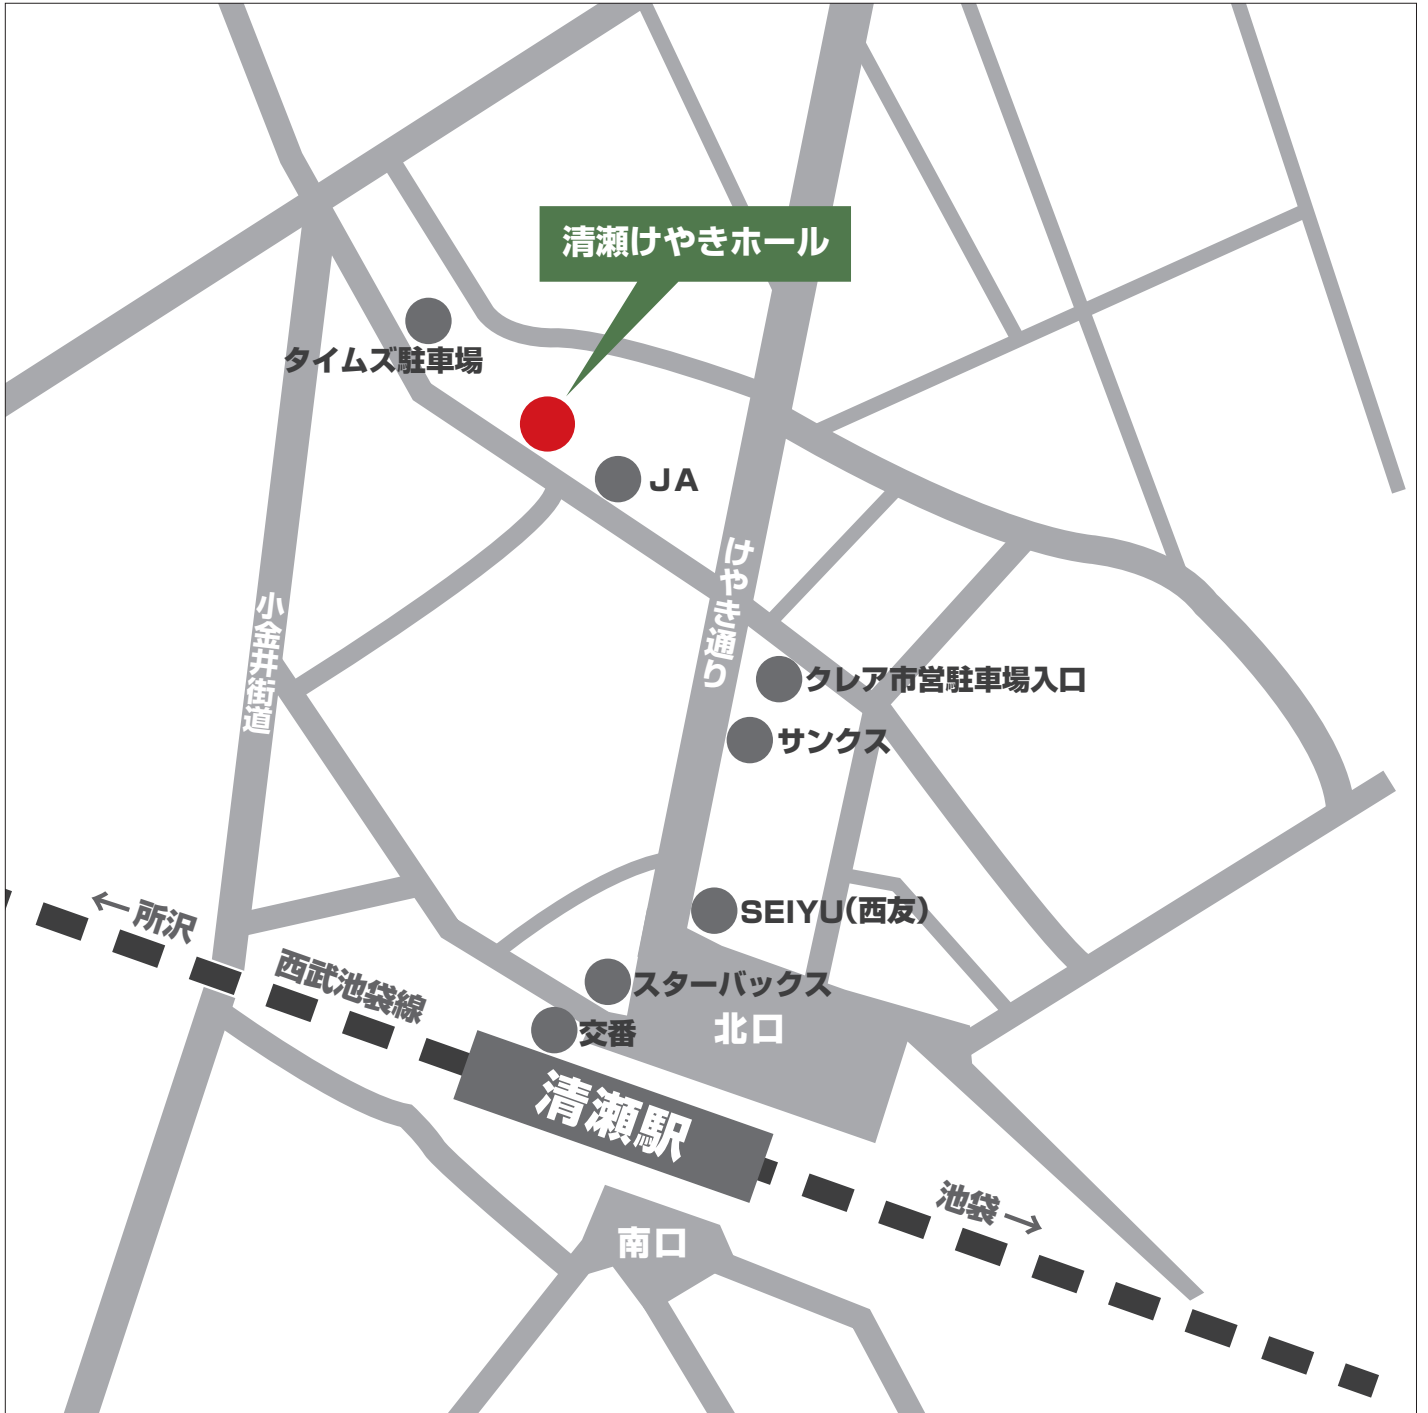 清瀬けやきホール
タイムズ駐車場
JA
けやき通り
小金井街道
クレア市営駐車場入口
サンクス
←所沢
SEIYU(西友)
西武池袋線
スターバックス
北口
交番
清瀬駅
池袋→
南口